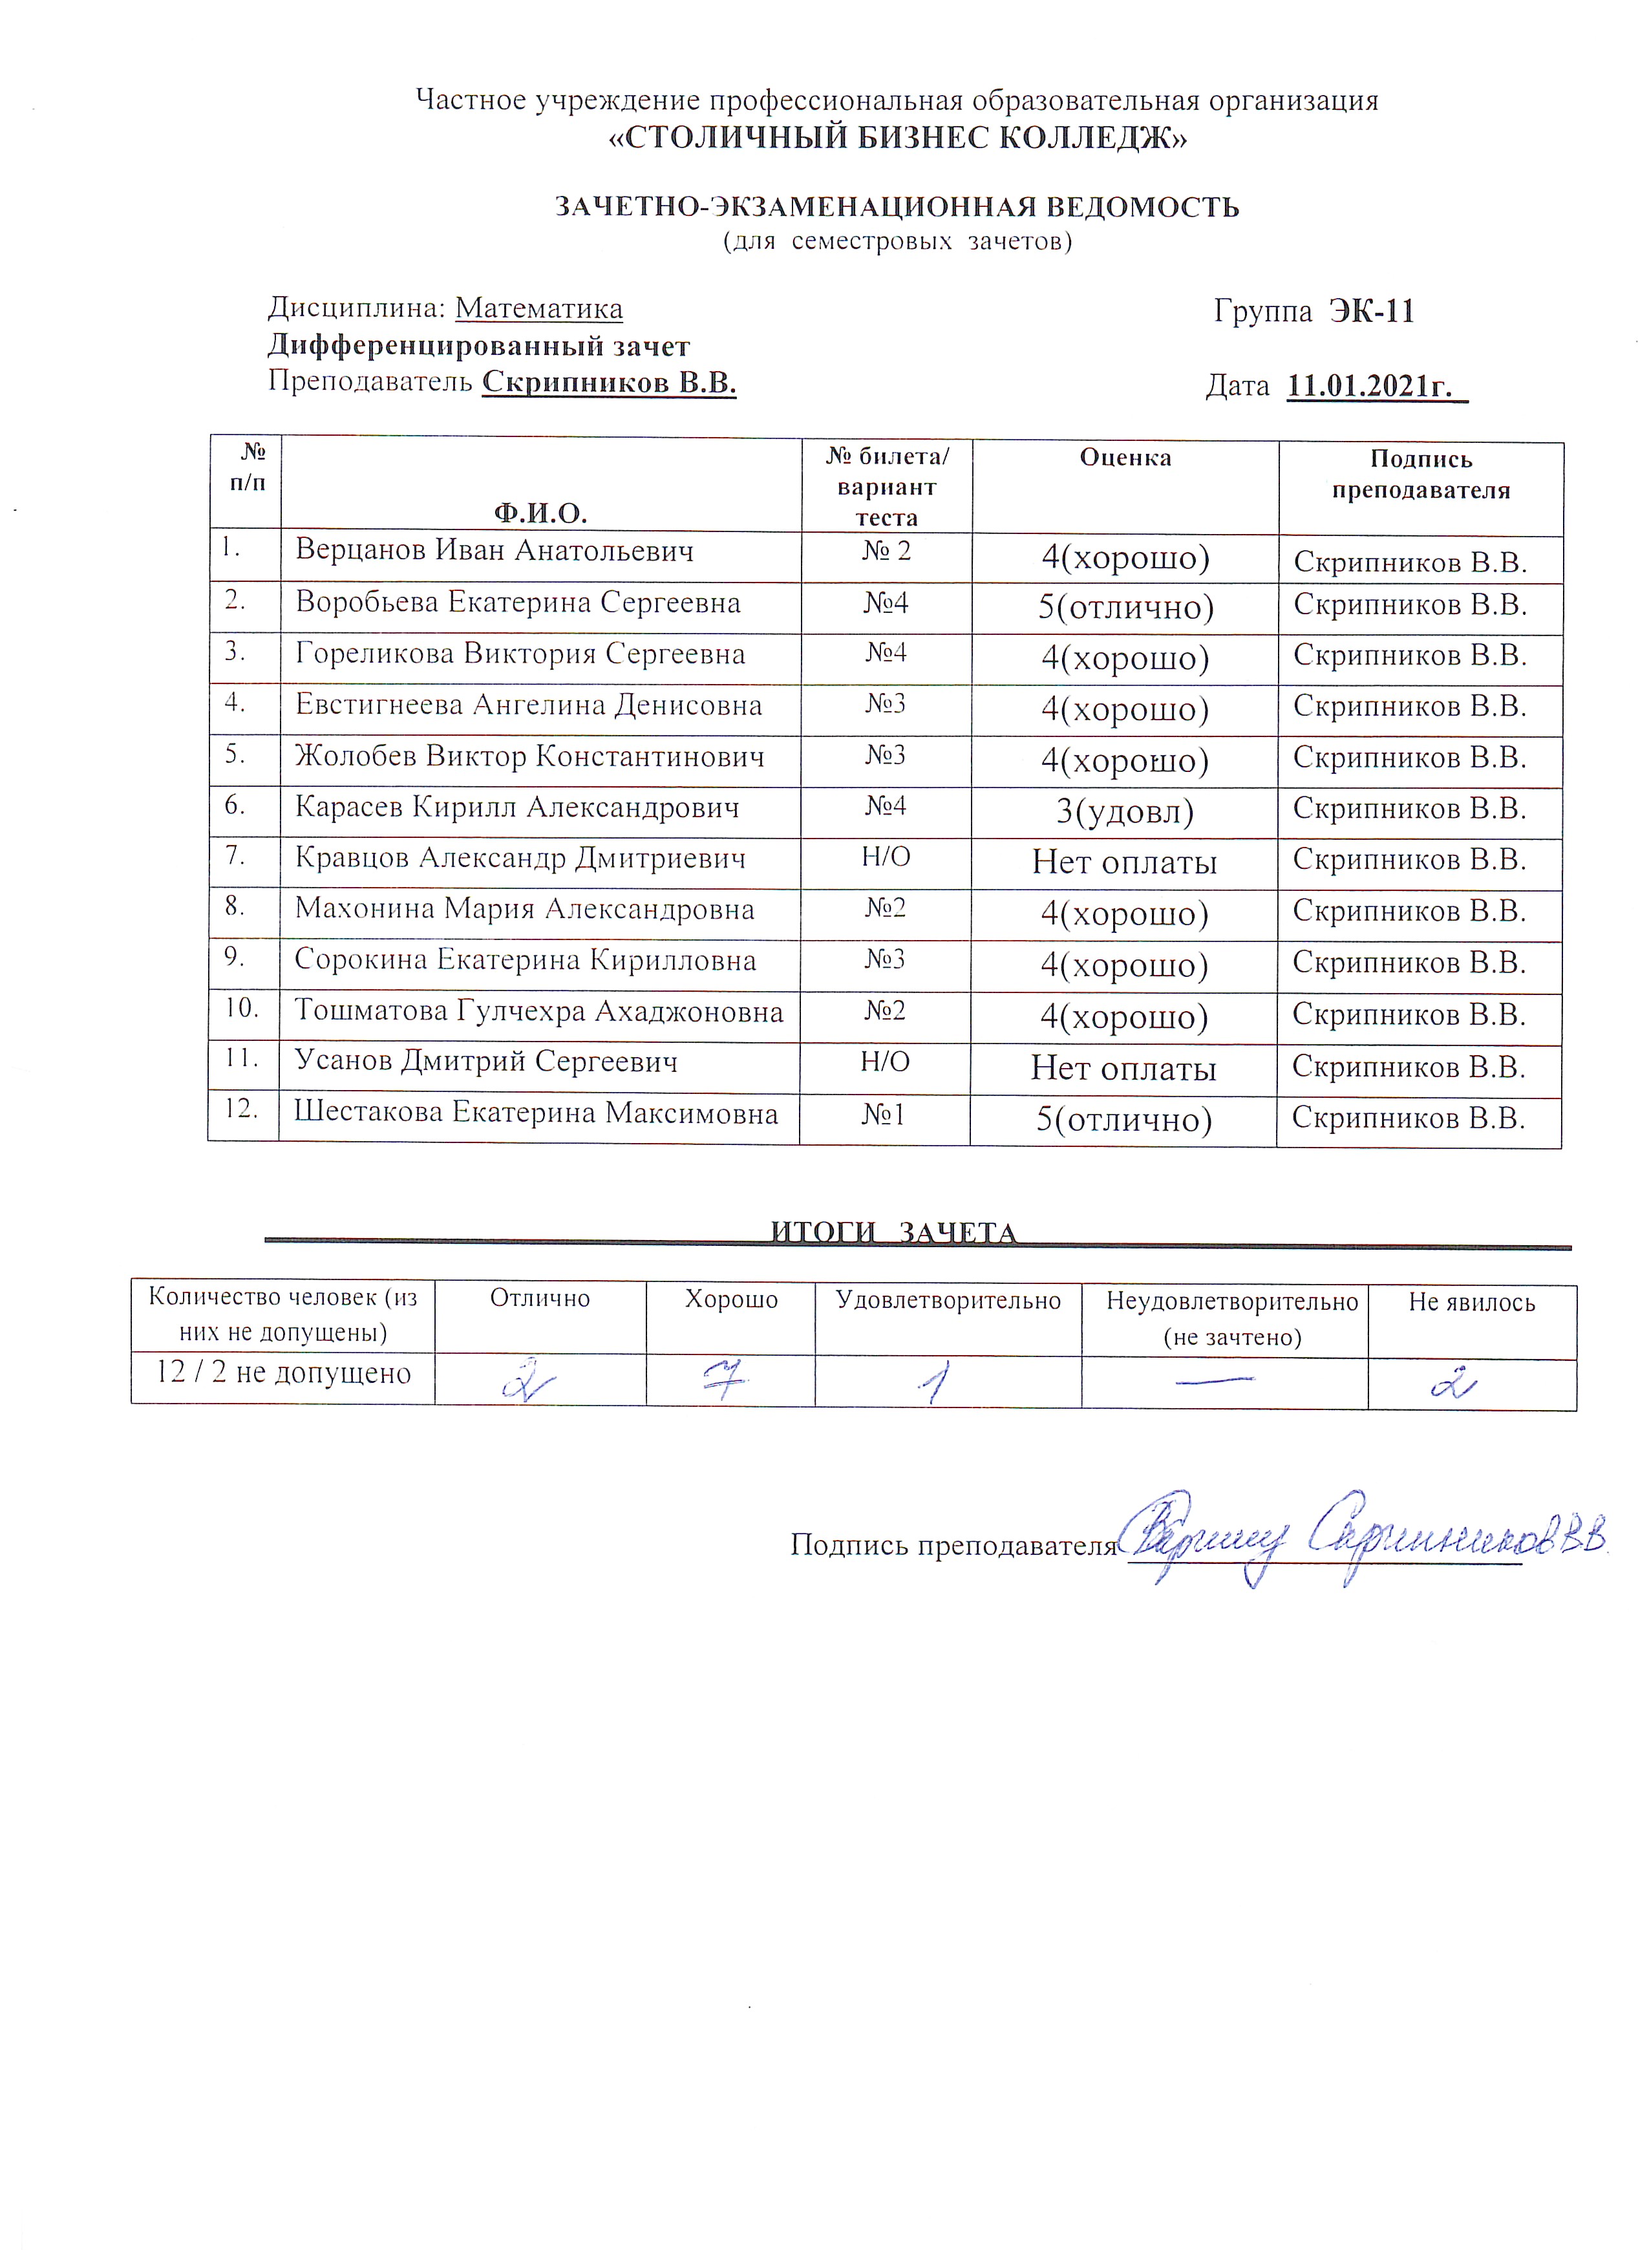 Частное учреждение профессиональная образовательная организация
«СТОЛИЧНЫЙ БИЗНЕС КОЛЛЕДЖ»
ЗАЧЕТНО-ЭКЗАМЕНАЦИОННАЯ ВЕДОМОСТЬ
(для семестровых зачетов)
Дисциплина: Математика Группа ЭК-11
Дифференцированный зачет
Преподаватель Скрипников В.В. Дата 11.01.2021г.
№ п/п Ф.И.О. № билета/ вариант теста Оценка Подпись преподавателя
1. Верцанов Иван Анатольевич № 2 4(хорошо) Скрипников В.В.
2. Воробьева Екатерина Сергеевна №4 5(отлично) Скрипников В.В.
3. Гореликова Виктория Сергеевна №4 4(хорошо) Скрипников В.В.
4. Евстигнеева Ангелина Денисовна №3 4(хорошо) Скрипников В.В.
5. Жолобев Виктор Константинович №3 4(хорошо) Скрипников В.В.
6. Карасев Кирилл Александрович №4 3(удовл) Скрипников В.В.
7. Кравцов Александр Дмитриевич Н/О Нет оплаты Скрипников В.В.
8. Махонина Мария Александровна №2 4(хорошо) Скрипников В.В.
9. Сорокина Екатерина Кирилловна №3 4(хорошо) Скрипников В.В.
10. Тошматова Гулчехра Ахаджоновна №2 4(хорошо) Скрипников В.В.
11. Усанов Дмитрий Сергеевич Н/О Нет оплаты Скрипников В.В.
12. Шестакова Екатерина Максимовна №1 5(отлично) Скрипников В.В.
ИТОГИ ЗАЧЕТА
Количество человек (из них не допущены) Отлично Хорошо Удовлетворительно Неудовлетворительно (не зачтено) Не явилось
12 / 2 не допущено 2 7 1 — 2
Подпись преподавателя Скрипников В В